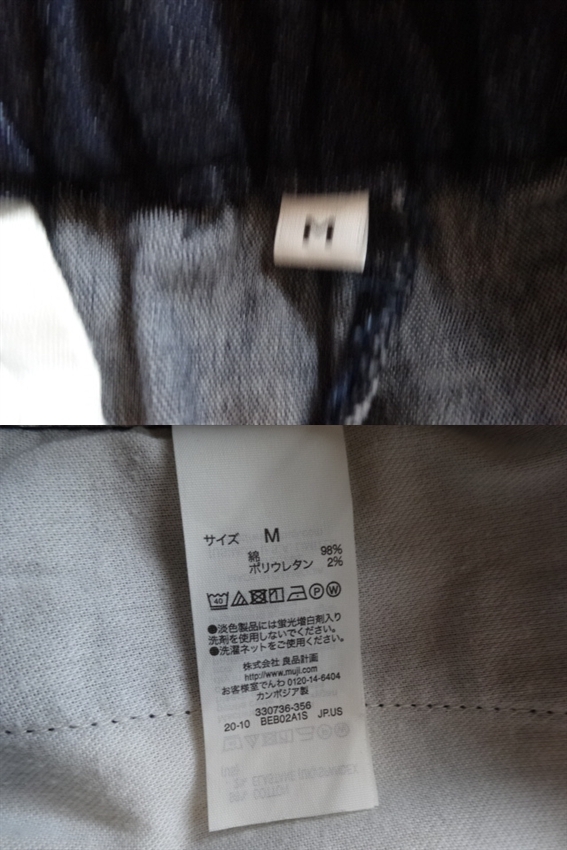 M
サイズ M
綿 98%
ポリウレタン 2%
40 P W
●淡色製品には蛍光増白剤入り
洗剤を使用しないでください。
●洗濯ネットをご使用ください。
株式会社 良品計画
http://www.muji.com
お客様室でんわ 0120-14-6404
カンボジア製
330736-356
20-10 BEB02A1S JP.US